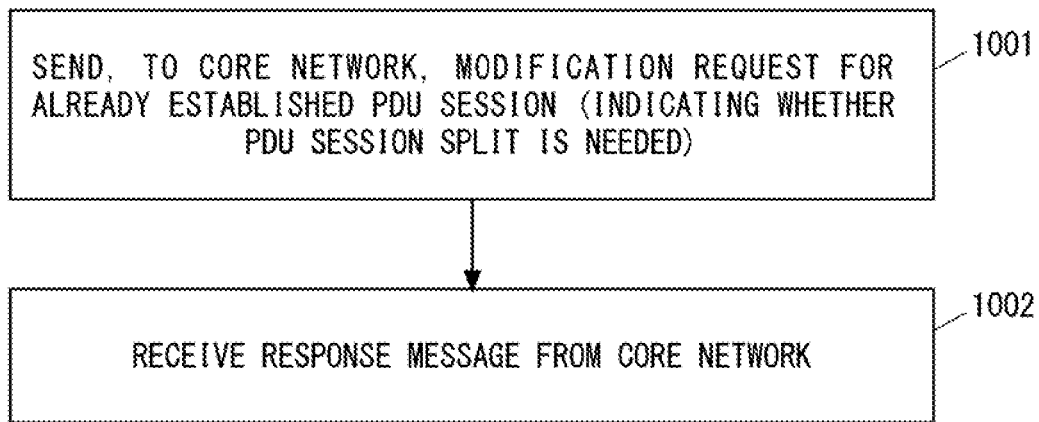 SEND, TO CORE NETWORK, MODIFICATION REQUEST FOR
ALREADY ESTABLISHED PDU SESSION (INDICATING WHETHER
PDU SESSION SPLIT IS NEEDED)
1001
RECEIVE RESPONSE MESSAGE FROM CORE NETWORK
1002